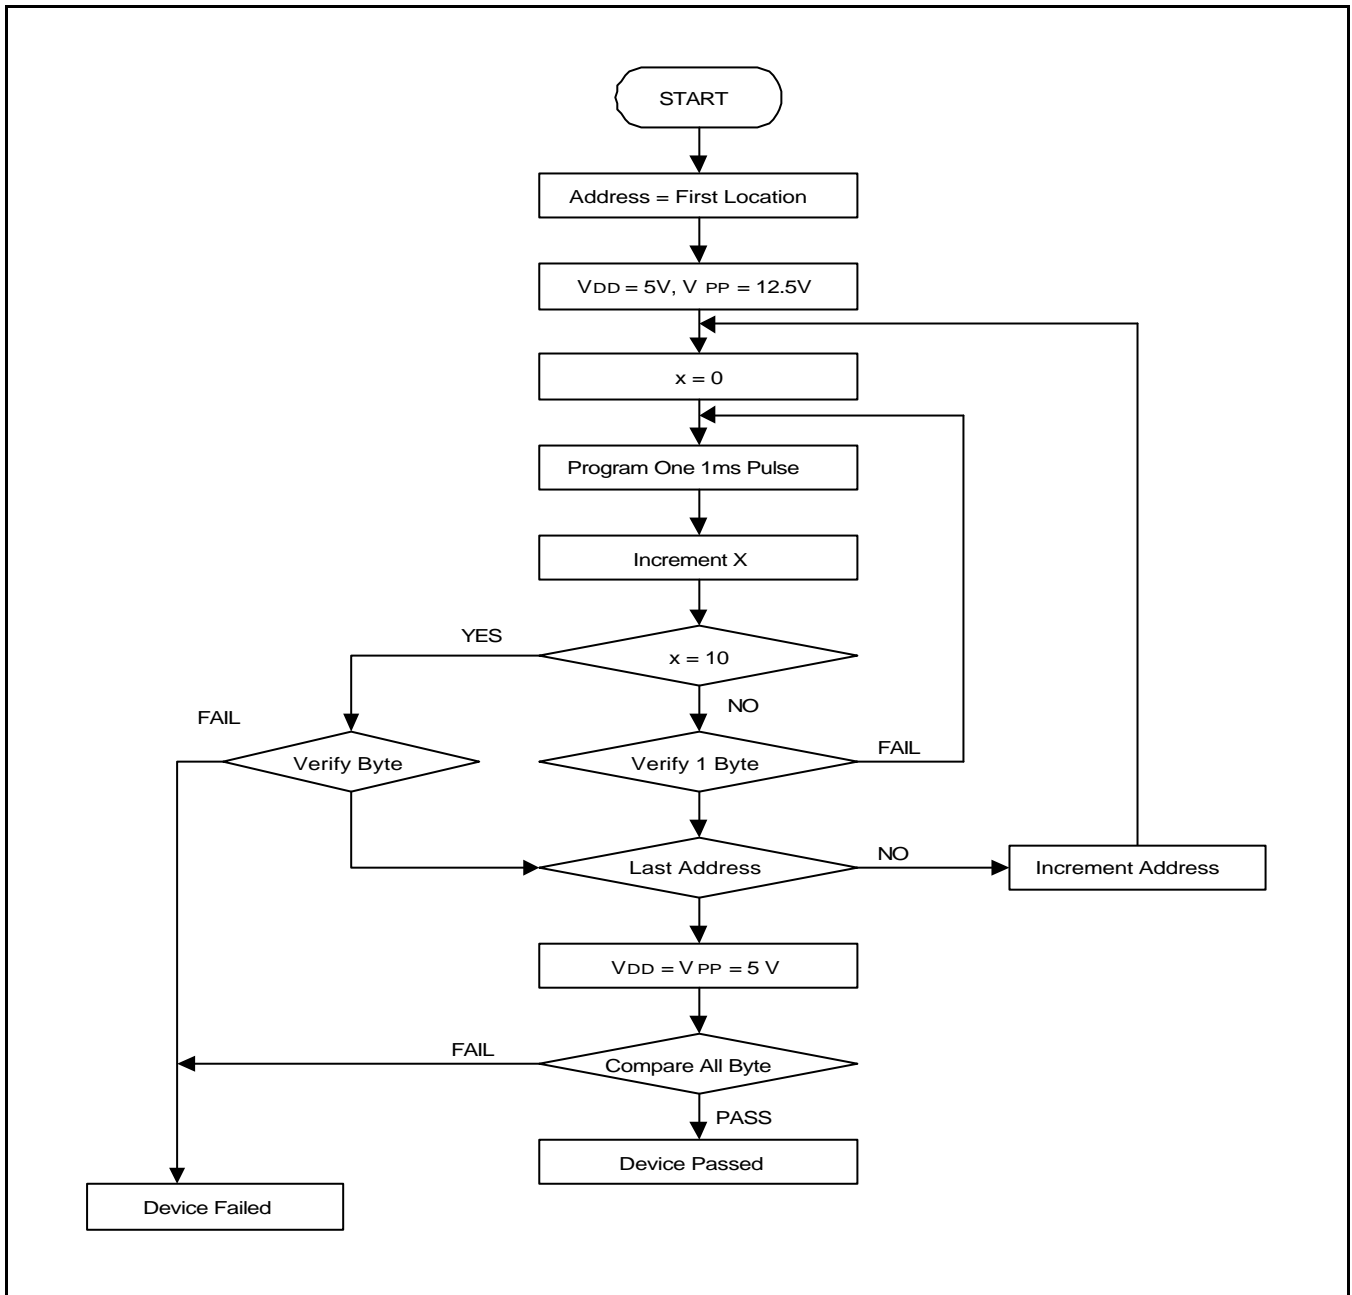 START
Address = First Location
VDD = 5V, V PP = 12.5V
x = 0
Program One 1ms Pulse
Increment X
YES
x = 10
NO
FAIL
Verify Byte
Verify 1 Byte
FAIL
Last Address
NO
Increment Address
VDD = VPP = 5 V
FAIL
Compare All Byte
PASS
Device Passed
Device Failed